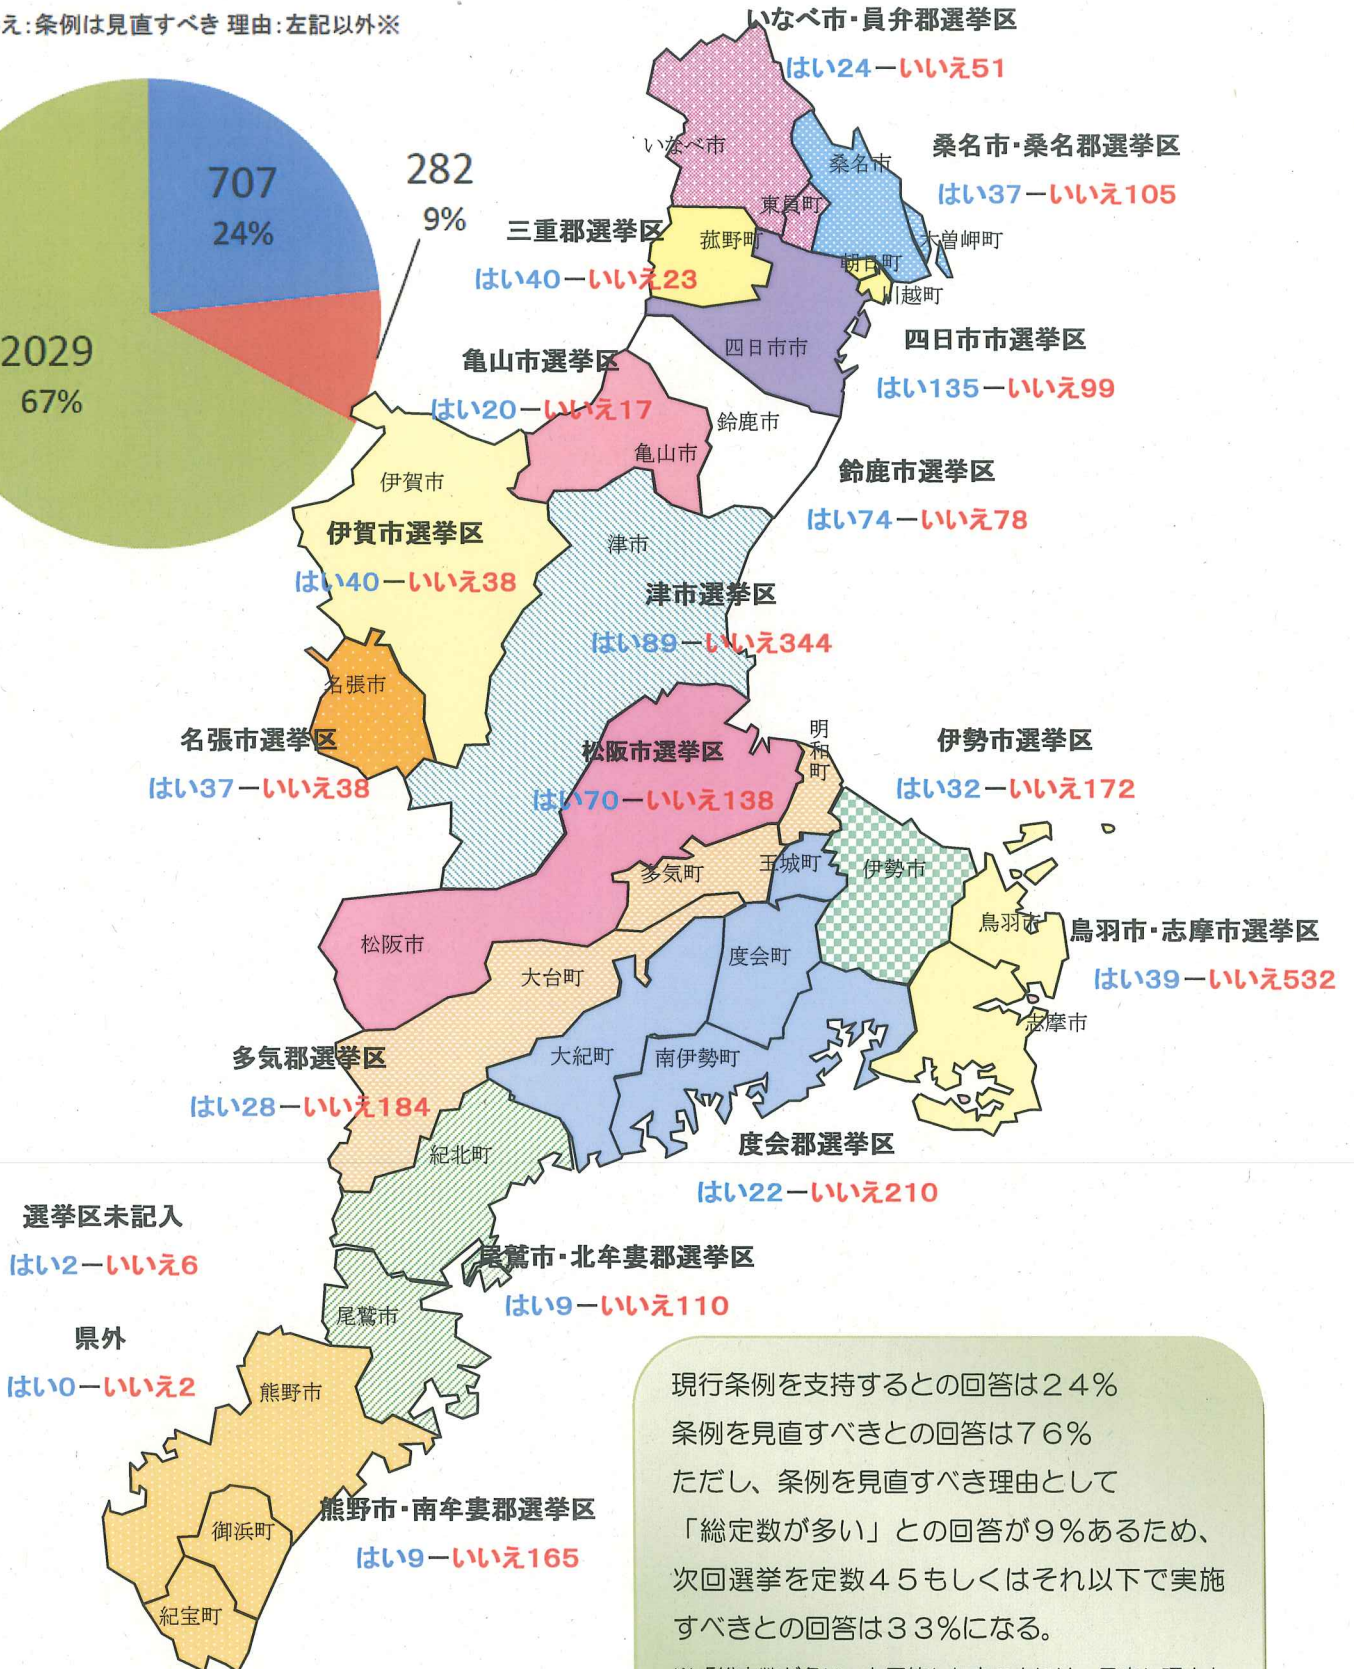 え:条例は見直すべき 理由:左記以外※
707
24%
282
9%
2029
67%
いなべ市・員弁郡選挙区
はい24ーいいえ51
いなべ市
東員町
桑名市
桑名市・桑名郡選挙区
はい37ーいいえ105
木曽岬町
三重郡選挙区
はい40ーいいえ23
菰野町
朝日町
川越町
四日市市
四日市市選挙区
はい135ーいいえ99
亀山市選挙区
はい20ーいいえ17
亀山市
鈴鹿市
鈴鹿市選挙区
はい74ーいいえ78
伊賀市
伊賀市選挙区
はい40ーいいえ38
津市
津市選挙区
はい89ーいいえ344
名張市
名張市選挙区
はい37ーいいえ38
松阪市選挙区
はい70ーいいえ138
松阪市
明和町
伊勢市選挙区
はい32ーいいえ172
伊勢市
多気町
玉城町
鳥羽市
鳥羽市・志摩市選挙区
はい39ーいいえ532
志摩市
度会町
大台町
大紀町
南伊勢町
多気郡選挙区
はい28ーいいえ184
度会郡選挙区
はい22ーいいえ210
紀北町
選挙区未記入
はい2ーいいえ6
尾鷲市・北牟婁郡選挙区
はい9ーいいえ110
尾鷲市
県外
はい0ーいいえ2
熊野市
熊野市・南牟婁郡選挙区
はい9ーいいえ165
御浜町
紀宝町
現行条例を支持するとの回答は24%
条例を見直すべきとの回答は76%
ただし、条例を見直すべき理由として
「総定数が多い」との回答が9%あるため、
次回選挙を定数45もしくはそれ以下で実施
すべきとの回答は33%になる。